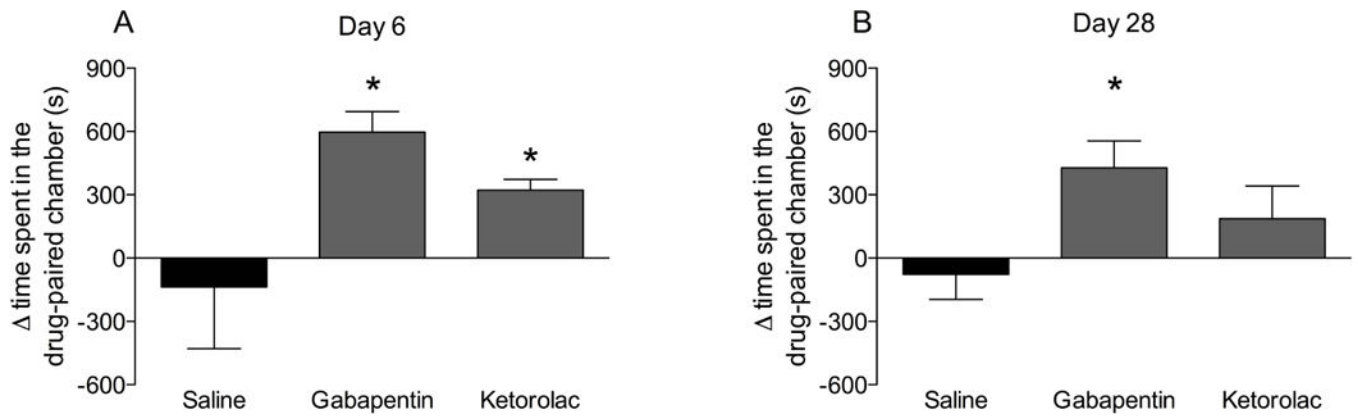 A
Day 6
Δ time spent in the
drug-paired chamber (s)
900
600
300
0
-300
-600
*
*
Saline
Gabapentin
Ketorolac
B
Day 28
Δ time spent in the
drug-paired chamber (s)
900
600
300
0
-300
-600
*
Saline
Gabapentin
Ketorolac